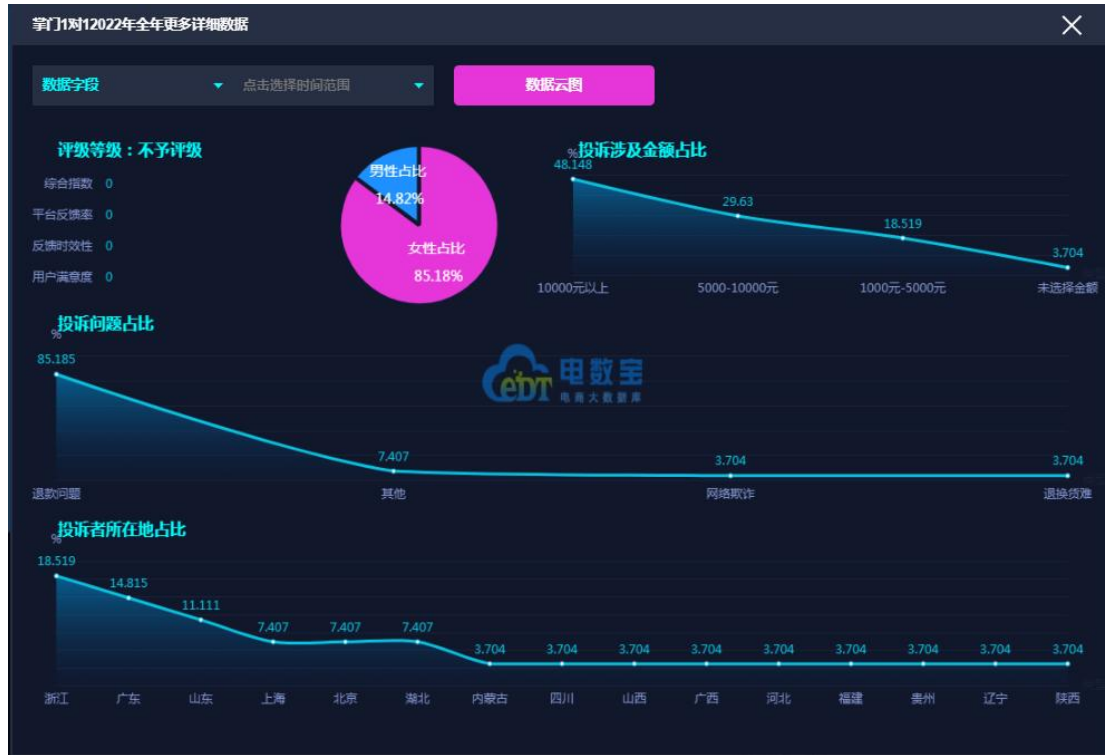 掌门1对12022年全年更多详细数据
数据字段
点击选择时间范围
数据云图
评级等级：不予评级
综合指数 0
平台反馈率 0
反馈时效性 0
用户满意度 0
男性占比
14.82%
女性占比
85.18%
%投诉涉及金额占比
48.148
29.63
18.519
3.704
10000元以上
5000-10000元
1000元-5000元
未选择金额
%投诉问题占比
85.185
7.407
3.704
3.704
退款问题
其他
网络欺诈
退换货难
eDT 电数宝
电商大数据库
%投诉者所在地占比
18.519
14.815
11.111
7.407
7.407
7.407
3.704
3.704
3.704
3.704
3.704
3.704
3.704
3.704
3.704
浙江
广东
山东
上海
北京
湖北
内蒙古
四川
山西
广西
河北
福建
贵州
辽宁
陕西